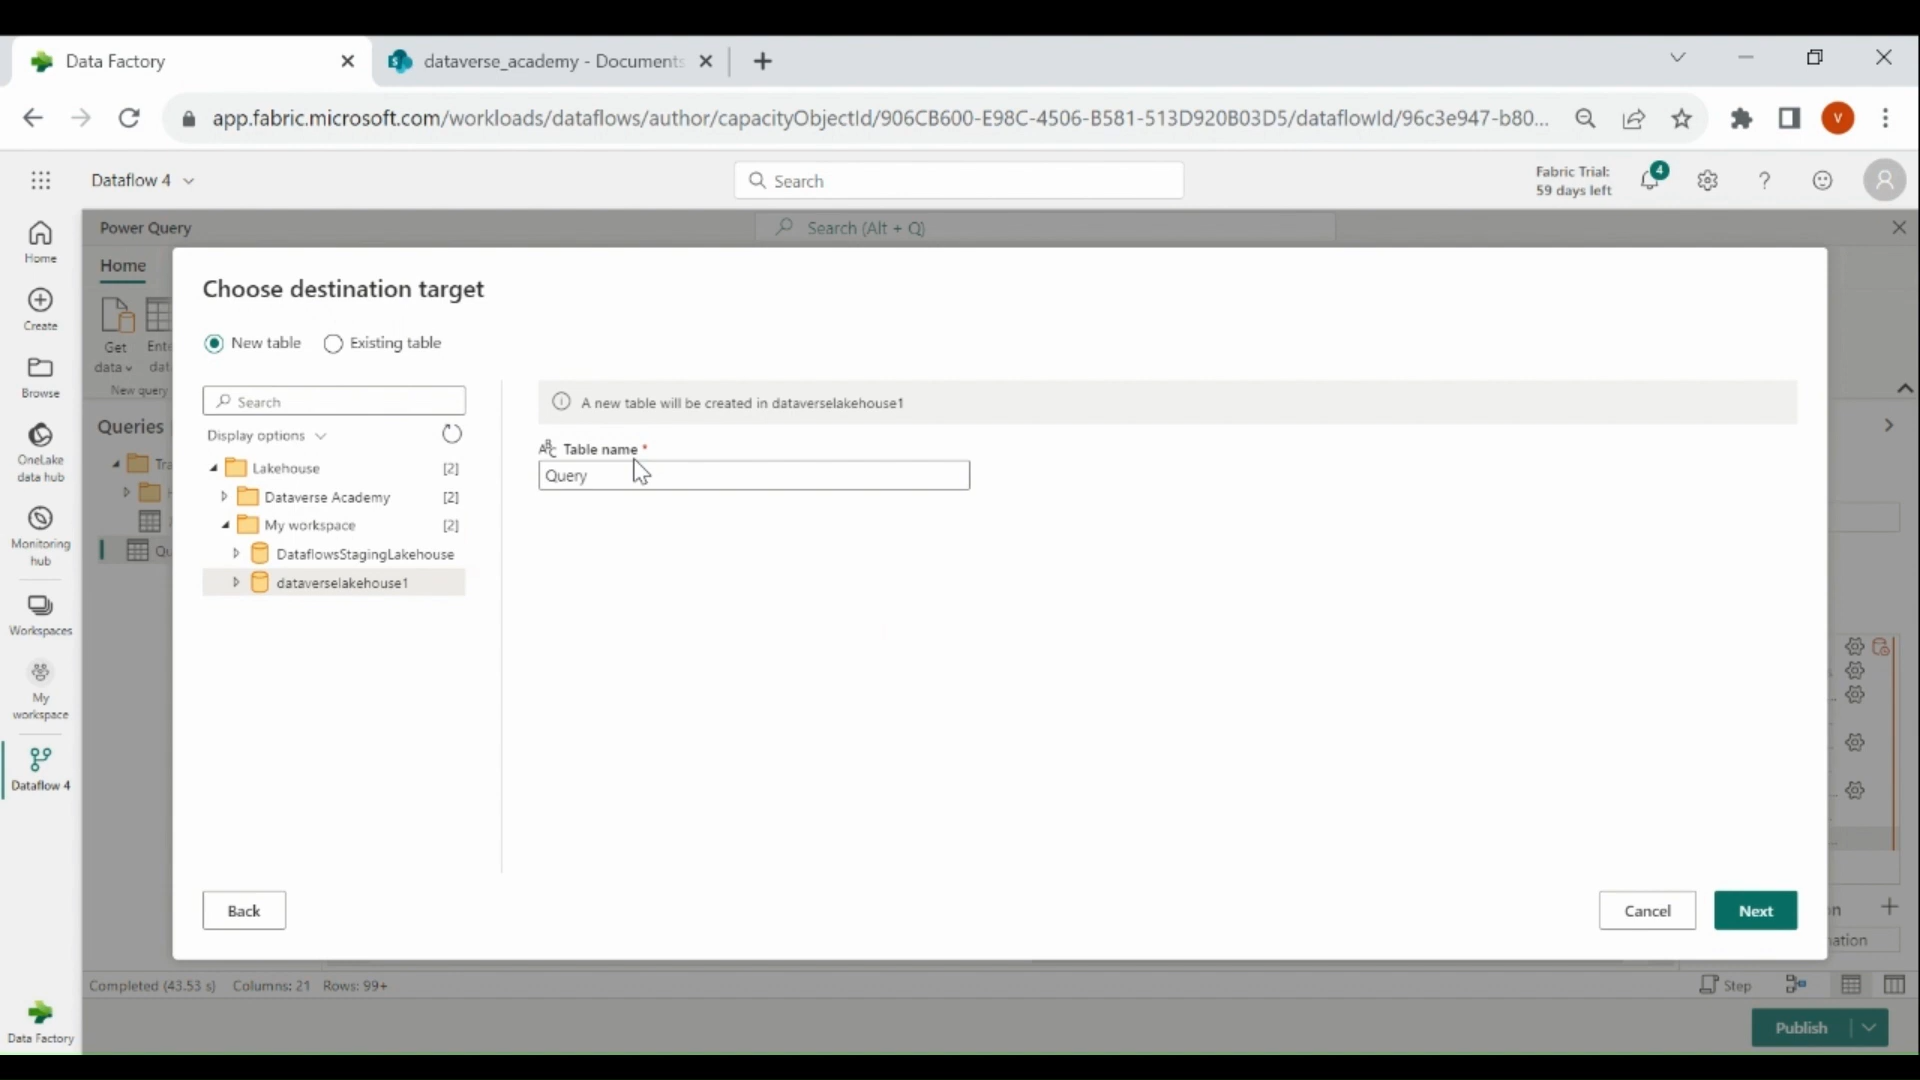 Data Factory
dataverse_academy - Documents
app.fabric.microsoft.com/workloads/dataflows/author/capacityObjectId/906CB600-E98C-4506-B581-513D920B03D5/dataflowId/96c3e947-b80...
V
Dataflow 4
Search
Fabric Trial:
59 days left
4
Power Query
Search (Alt + Q)
Home
Home
Create
Browse
OneLake
data hub
Monitoring
hub
Workspaces
My
workspace
Dataflow 4
Data Factory
Get
data
New query
Queries
Choose destination target
New table
Existing table
Search
Display options
Lakehouse [2]
Dataverse Academy [2]
My workspace [2]
DataflowsStagingLakehouse
dataverselakehouse1
A new table will be created in dataverselakehouse1
Table name *
Query
Back
Cancel
Next
Completed (43.53 s) Columns: 21 Rows: 99+
Step
Publish